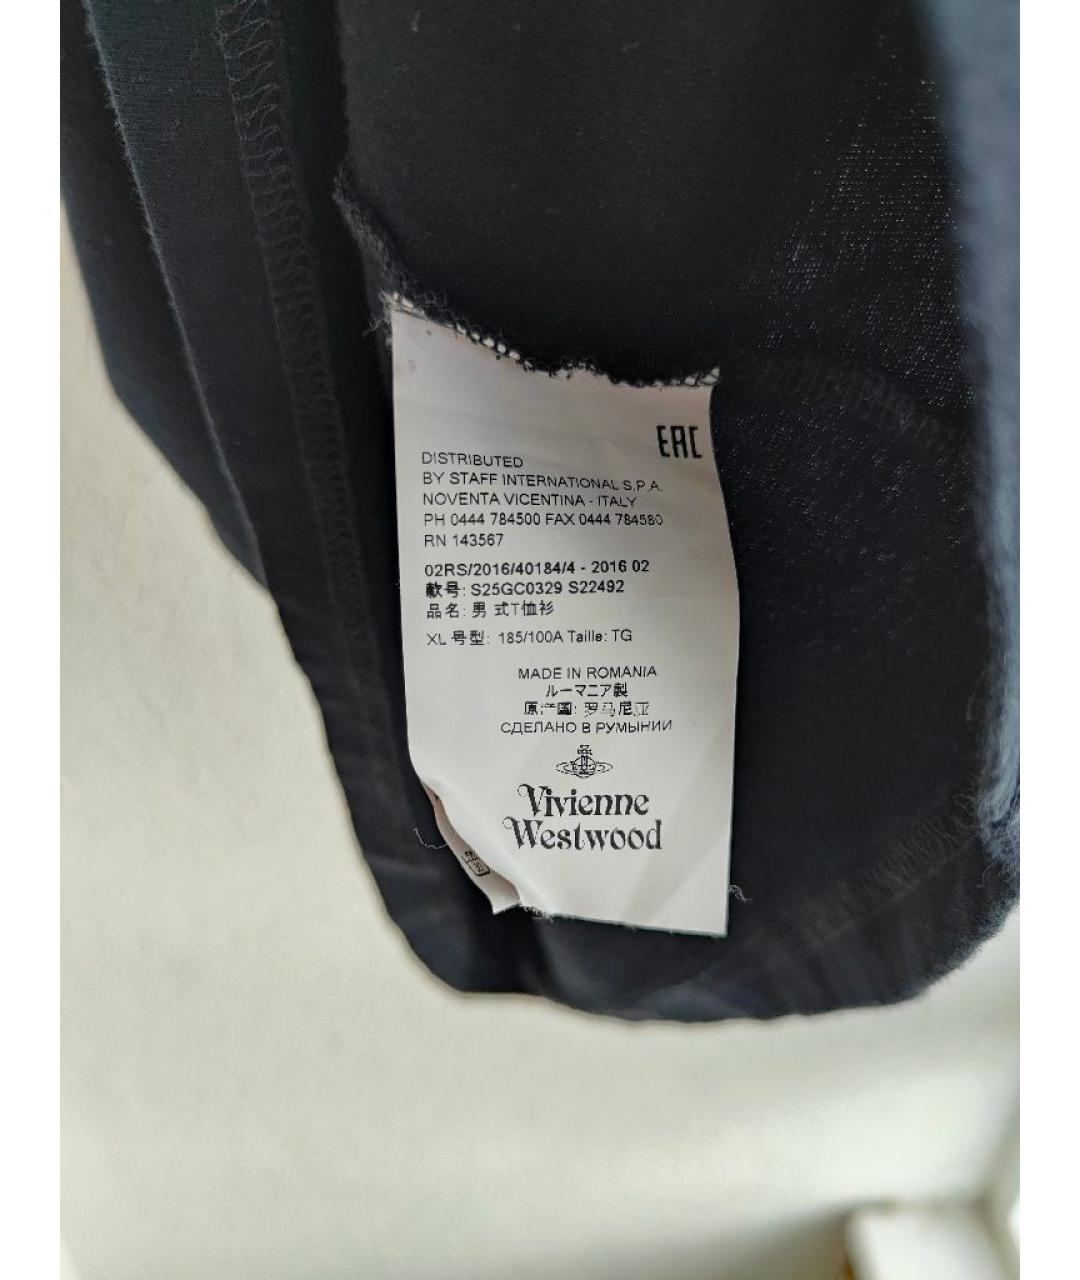 EAC
DISTRIBUTED
BY STAFF INTERNATIONAL S.P.A.
NOVENTA VICENTINA - ITALY
PH 0444 784500 FAX 0444 784580
RN 143567
02RS/2016/40184/4 - 2016 02
款号: S25GC0329 S22492
品名: 男 式T恤衫
XL 号型: 185/100A Taille: TG
MADE IN ROMANIA
ルーマニア製
原产国: 罗马尼亚
СДЕЛАНО В РУМЫНИИ
Vivienne
Westwood